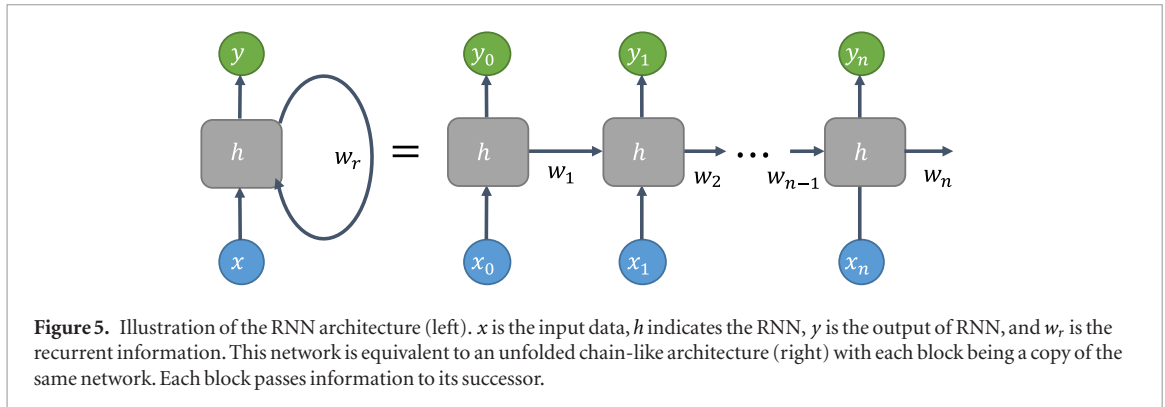 y y₀ y₁ yₙ
h wᵣ = h w₁ h w₂ ... wₙ₋₁ h wₙ
x x₀ x₁ xₙ
Figure 5. Illustration of the RNN architecture (left). x is the input data, h indicates the RNN, y is the output of RNN, and wᵣ is the
recurrent information. This network is equivalent to an unfolded chain-like architecture (right) with each block being a copy of the
same network. Each block passes information to its successor.